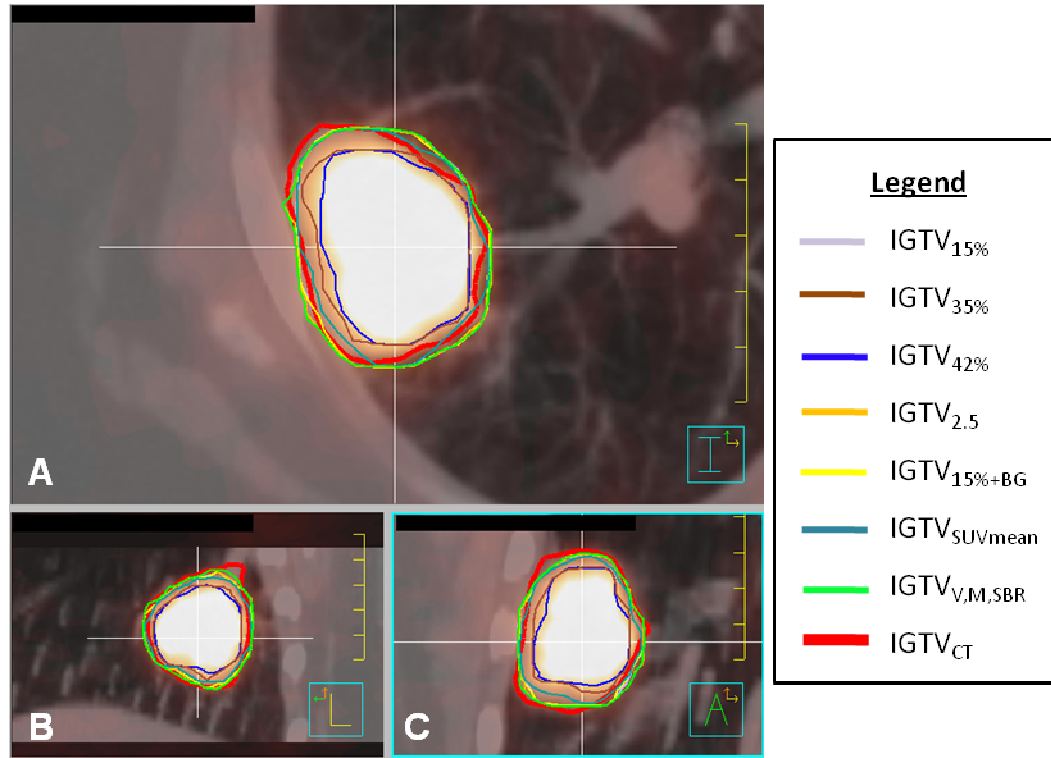 A
I
B
L
C
A
Legend
IGTV15%
IGTV35%
IGTV42%
IGTV2.5
IGTV15%+BG
IGTVSUVmean
IGTVV,M,SBR
IGTVCT